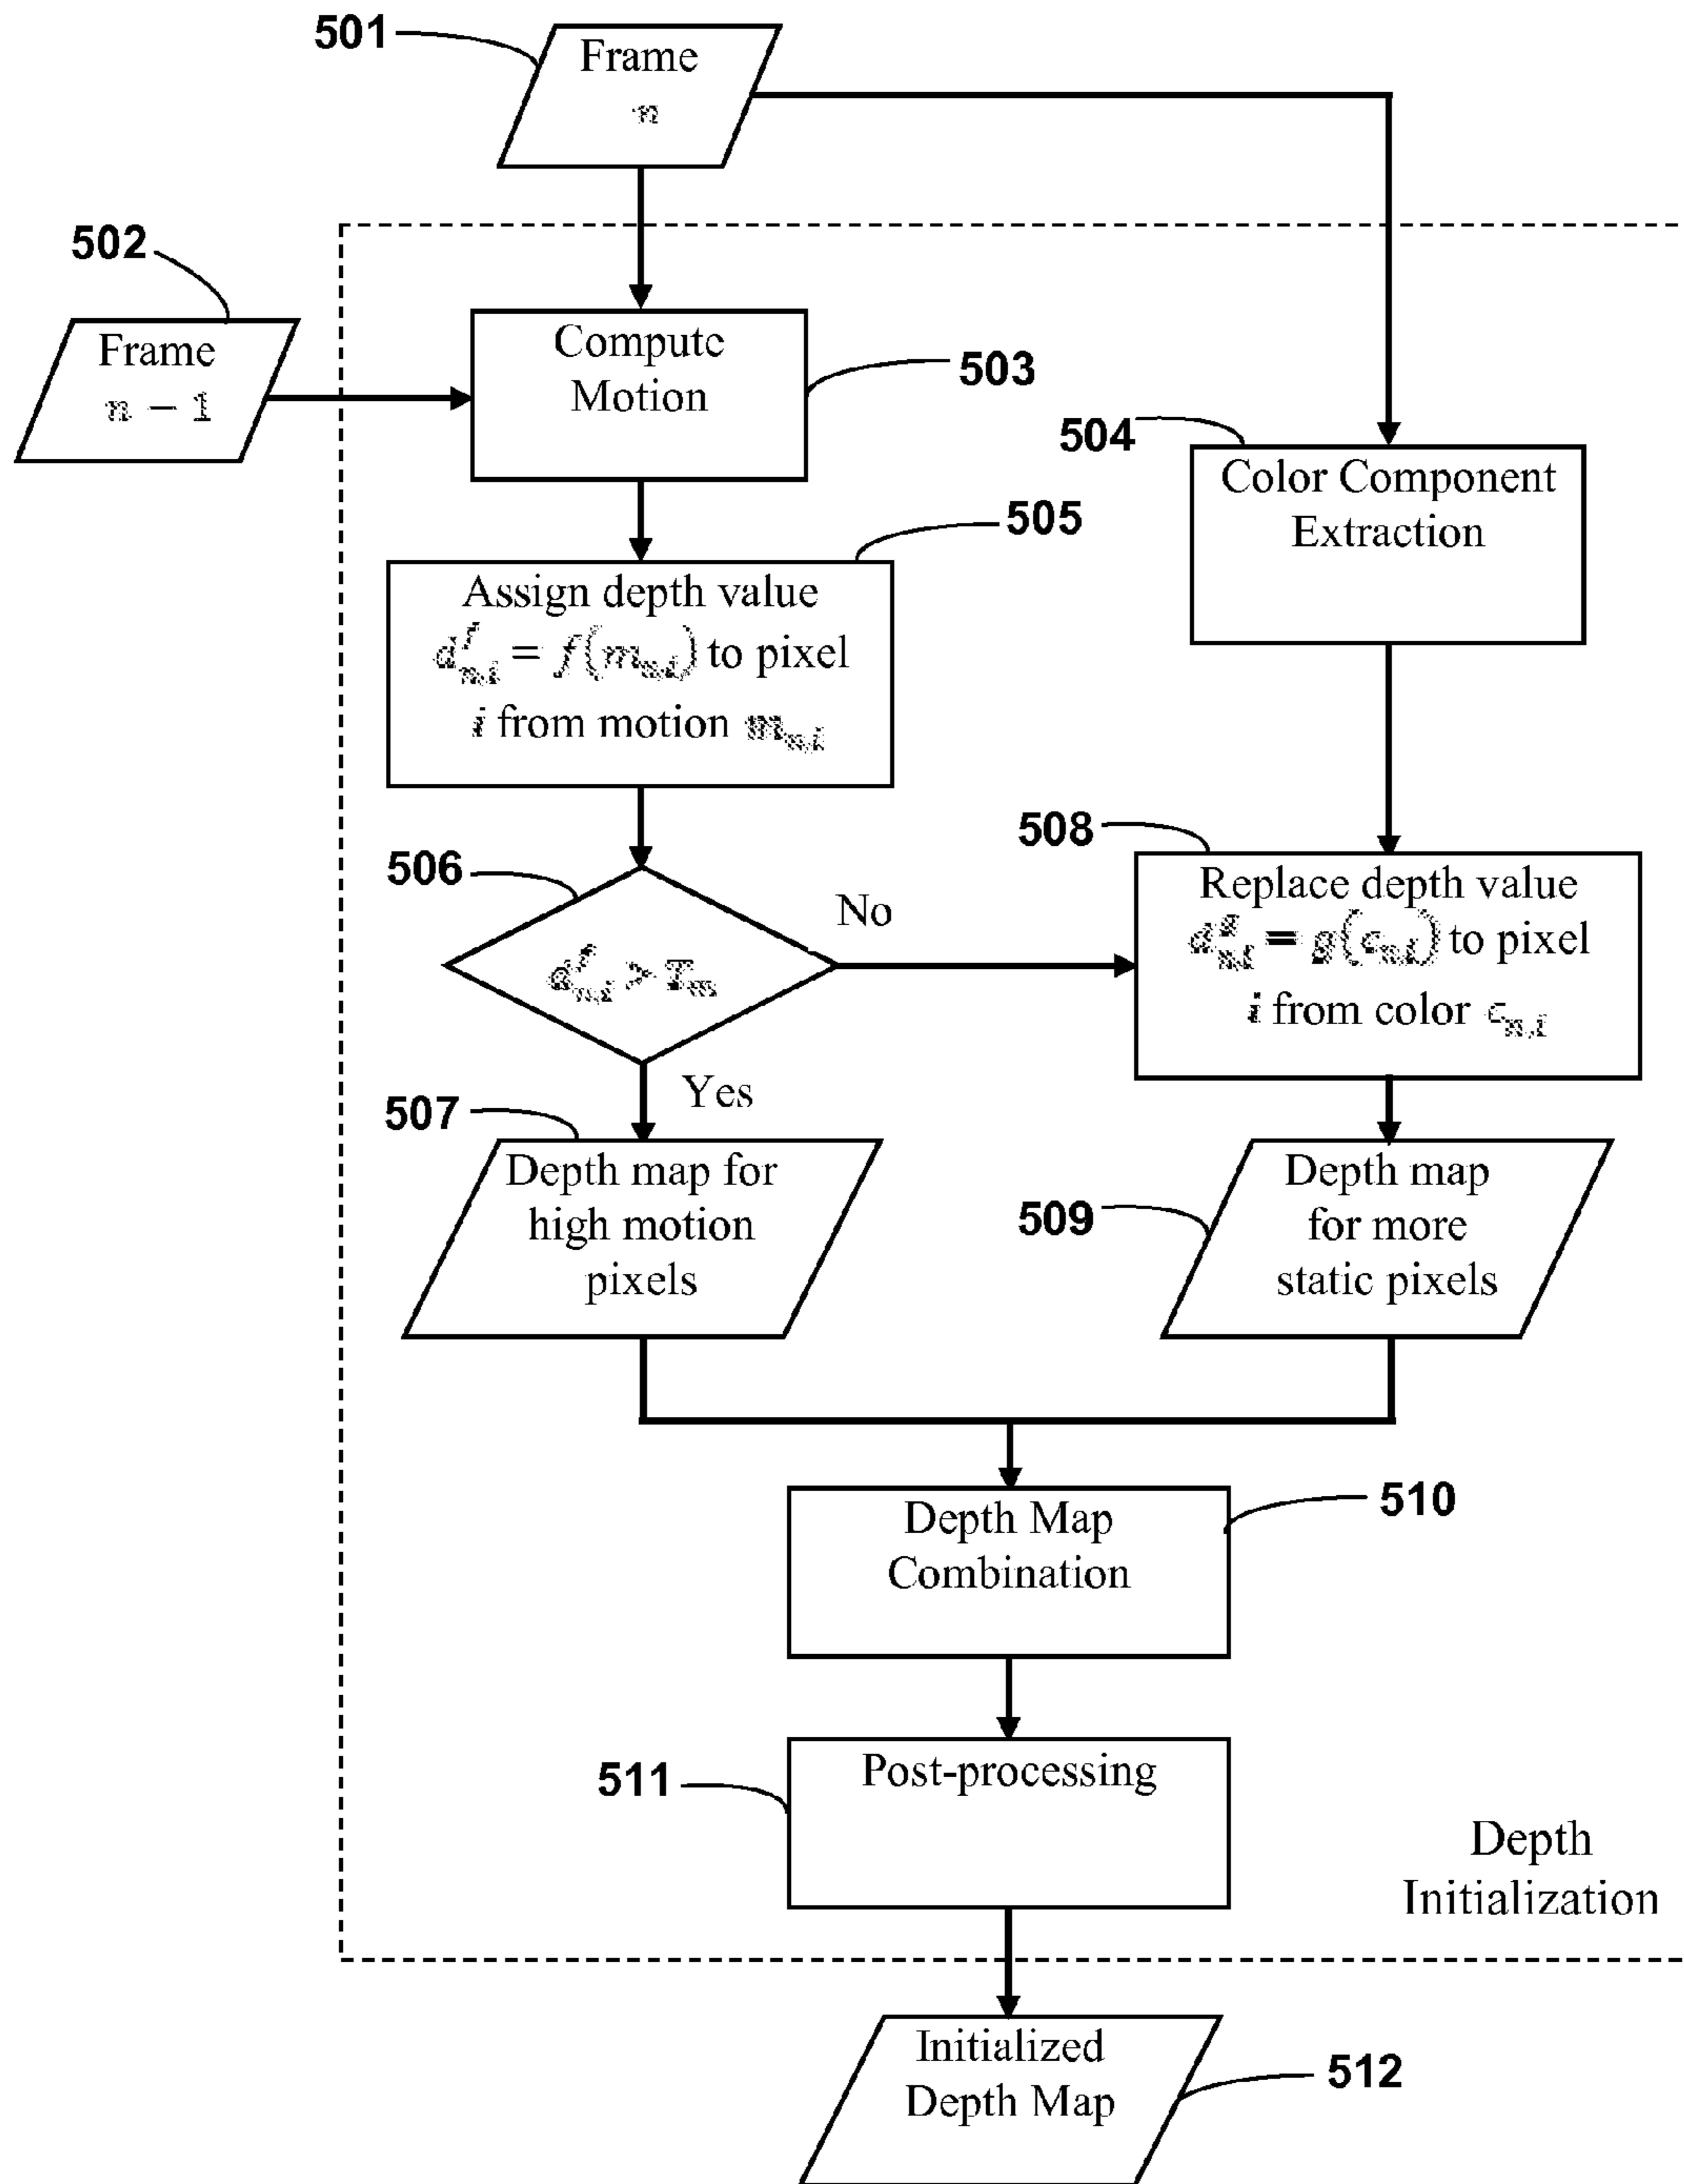 501
Frame
n
502
Frame
n − 1
Compute
Motion
503
504
Color Component
Extraction
505
Assign depth value
d^f_{n,i} = f(m_{n,i}) to pixel
i from motion m_{n,i}
506
d^f_{n,i} > T_m
No
Yes
508
Replace depth value
d^g_{n,i} = g(c_{n,i}) to pixel
i from color c_{n,i}
507
Depth map for
high motion
pixels
509
Depth map
for more
static pixels
Depth Map
Combination
510
511
Post-processing
Depth
Initialization
Initialized
Depth Map
512